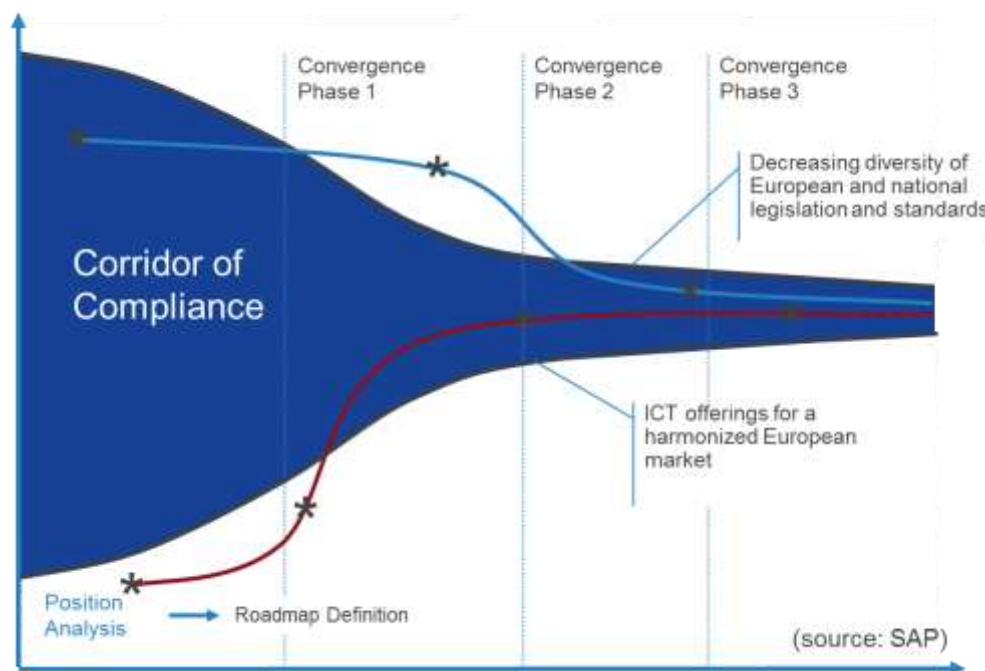 Convergence
Phase 1
Convergence
Phase 2
Convergence
Phase 3
Decreasing diversity of
European and national
legislation and standards
Corridor of
Compliance
ICT offerings for a
harmonized European
market
Position
Analysis
Roadmap Definition
(source: SAP)